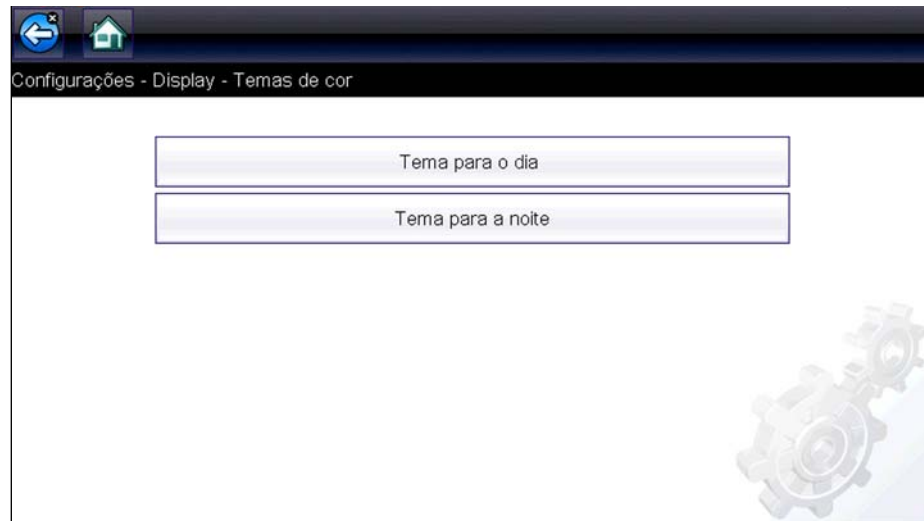 Configurações - Display - Temas de cor
Tema para o dia
Tema para a noite